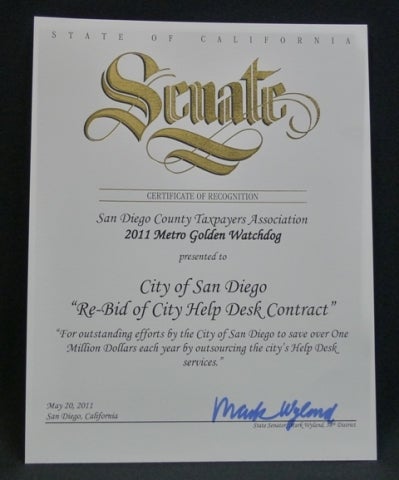 STATE OF CALIFORNIA
Senate
CERTIFICATE OF RECOGNITION
San Diego County Taxpayers Association
2011 Metro Golden Watchdog
presented to
City of San Diego
“Re-Bid of City Help Desk Contract”
“For outstanding efforts by the City of San Diego to save over One
Million Dollars each year by outsourcing the city's Help Desk
services.”
Mark Wyland
May 20, 2011
San Diego, California
State Senator Mark Wyland, 38th District